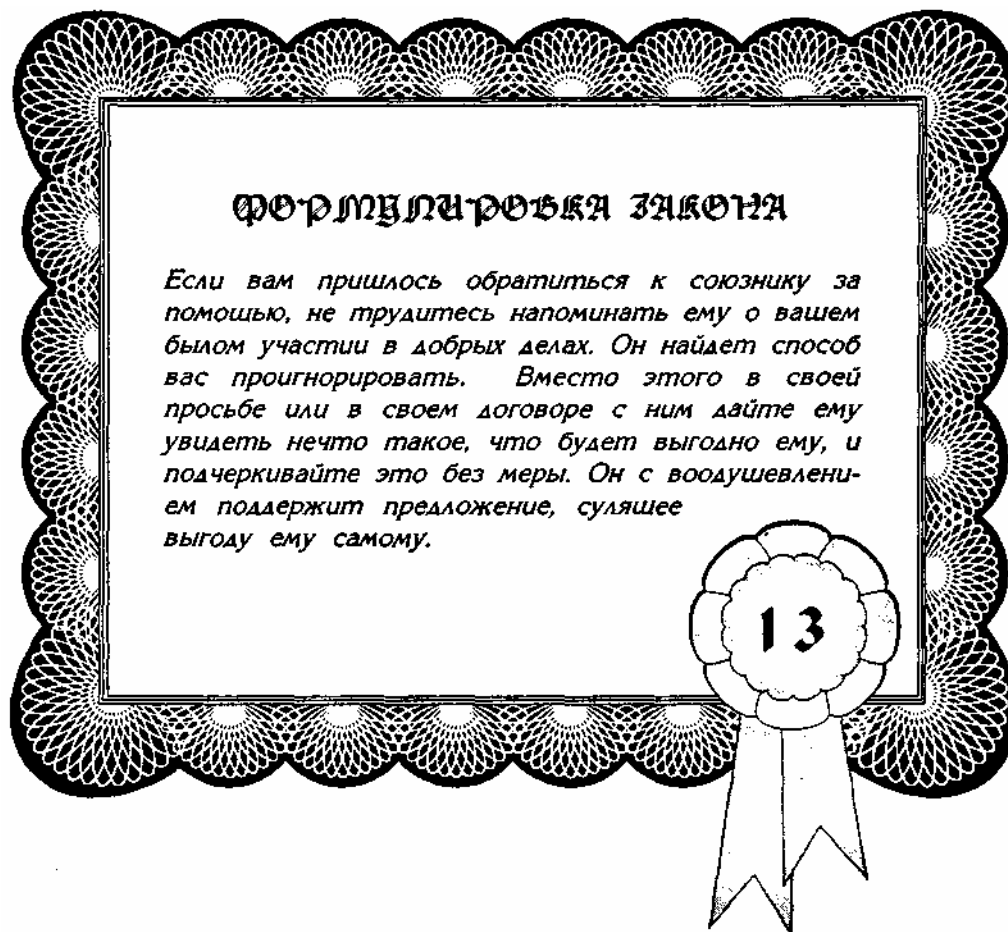 ФОРМУЛИРОВКА ЗАКОНА
Если вам пришлось обратиться к союзнику за
помощью, не трудитесь напоминать ему о вашем
былом участии в добрых делах. Он найдет способ
вас проигнорировать. Вместо этого в своей
просьбе или в своем договоре с ним дайте ему
увидеть нечто такое, что будет выгодно ему, и
подчеркивайте это без меры. Он с воодушевлени-
ем поддержит предложение, сулящее
выгоду ему самому.
13